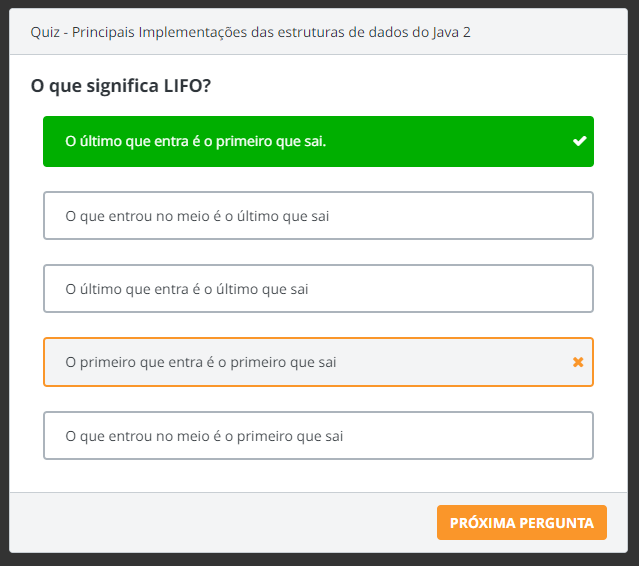 Quiz - Principais Implementações das estruturas de dados do Java 2
O que significa LIFO?
O último que entra é o primeiro que sai.
O que entrou no meio é o último que sai
O último que entra é o último que sai
O primeiro que entra é o primeiro que sai
O que entrou no meio é o primeiro que sai
PRÓXIMA PERGUNTA